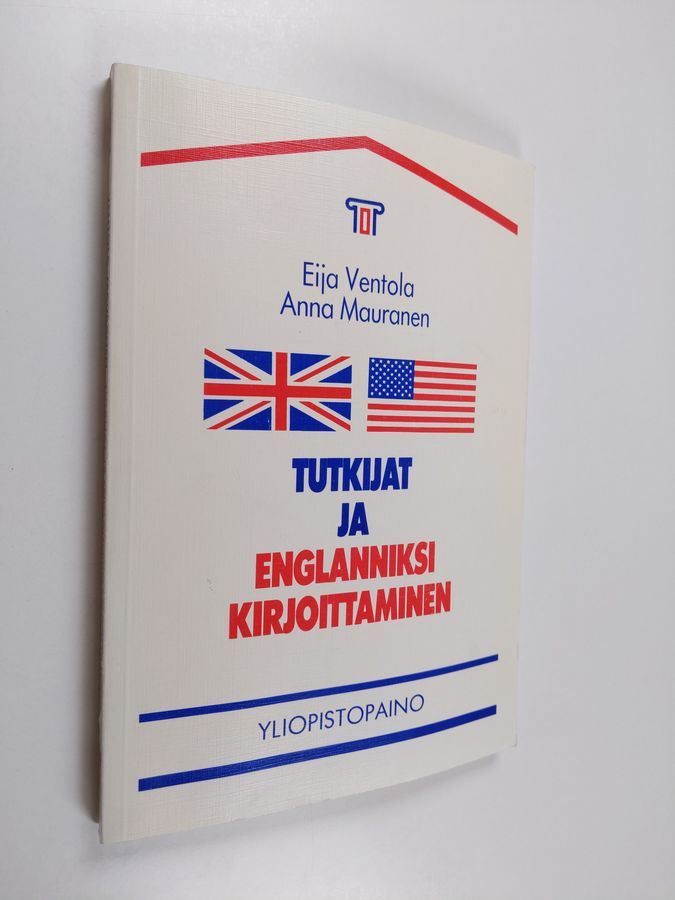 Eija Ventola
Anna Mauranen
TUTKIJAT
JA
ENGLANNIKSI
KIRJOITTAMINEN
YLIOPISTOPAINO